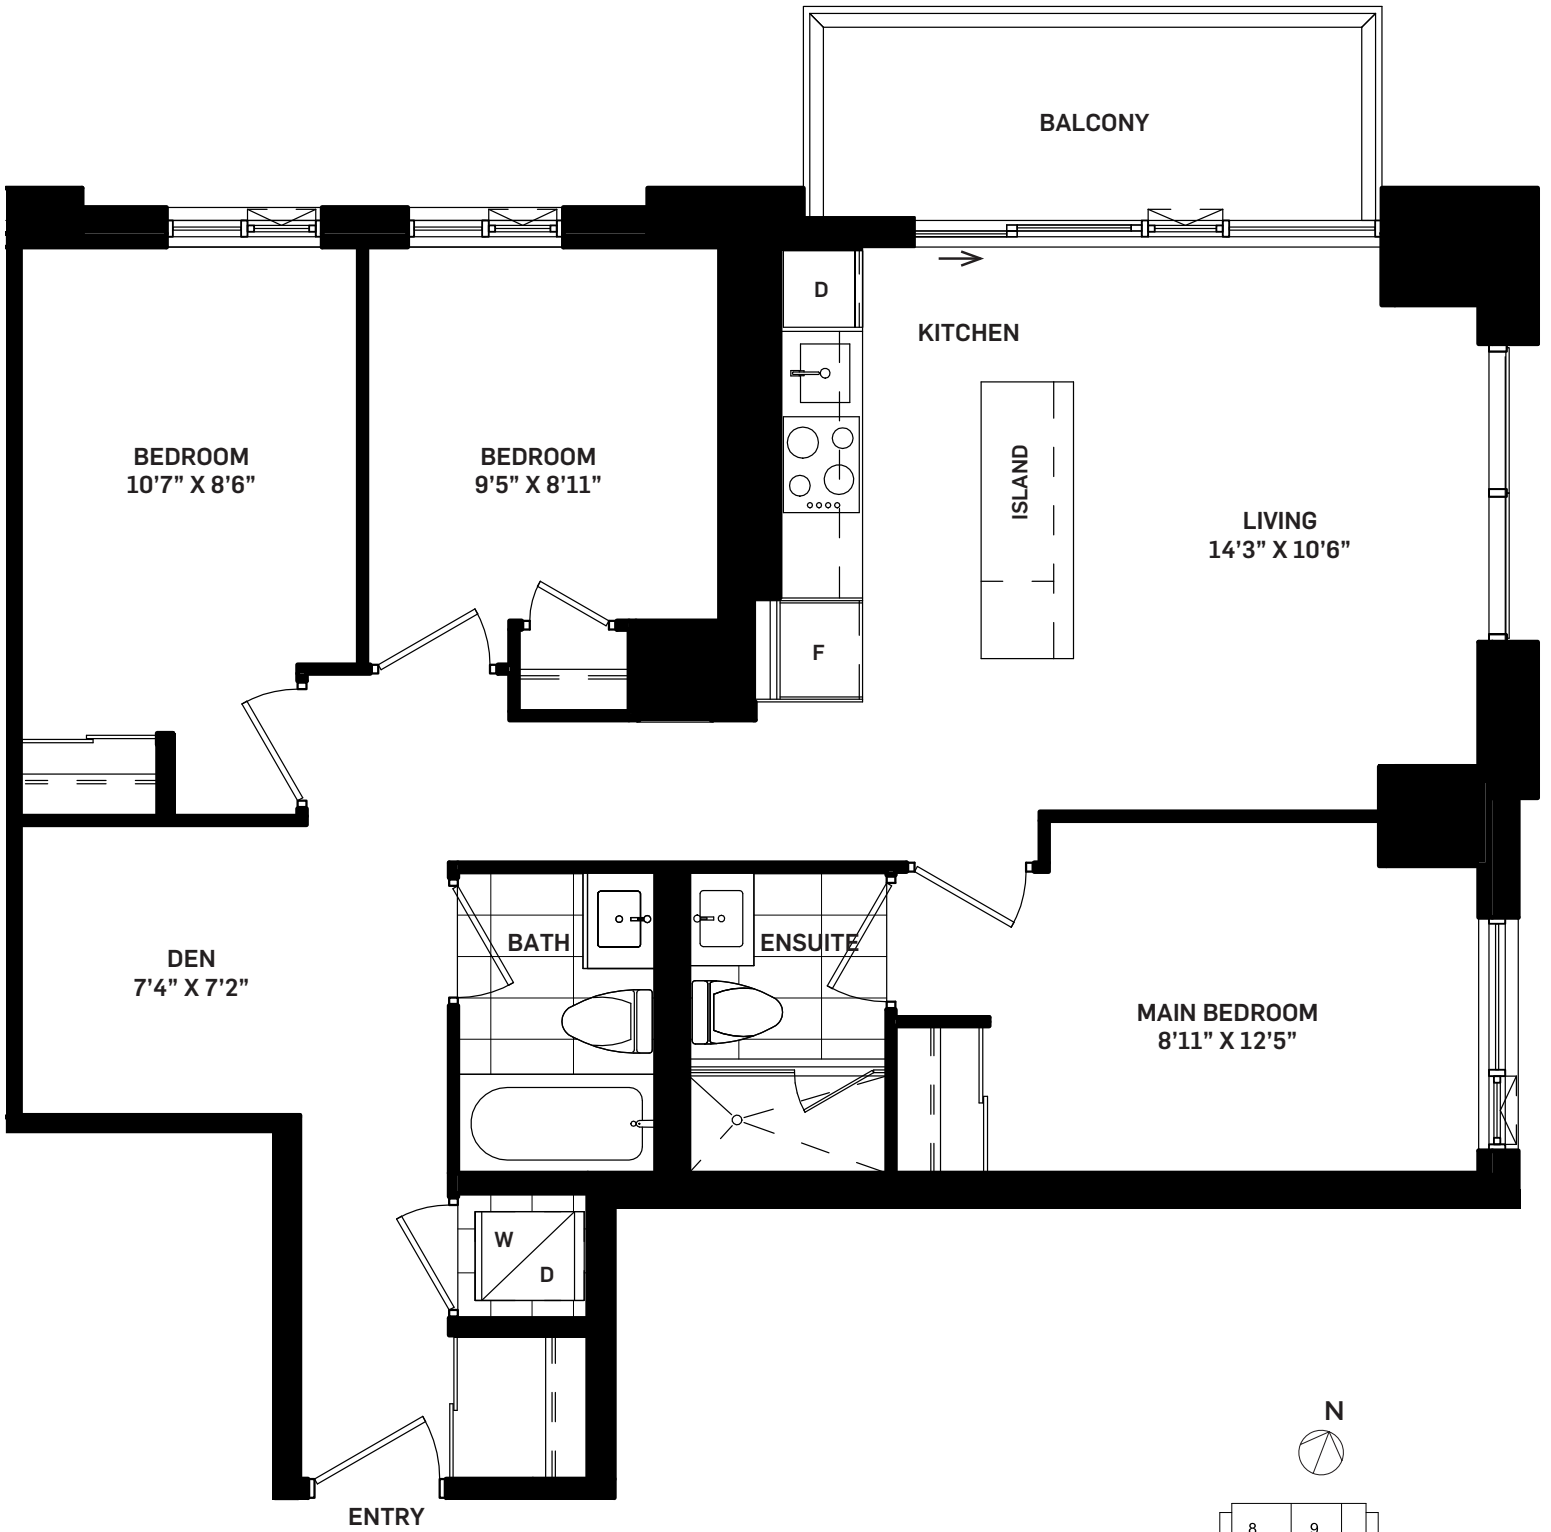 BALCONY
D
KITCHEN
BEDROOM
10’7” X 8’6”
BEDROOM
9’5” X 8’11”
ISLAND
LIVING
14’3” X 10’6”
F
BATH
ENSUITE
DEN
7’4” X 7’2”
MAIN BEDROOM
8’11” X 12’5”
W
D
N
ENTRY
8 9